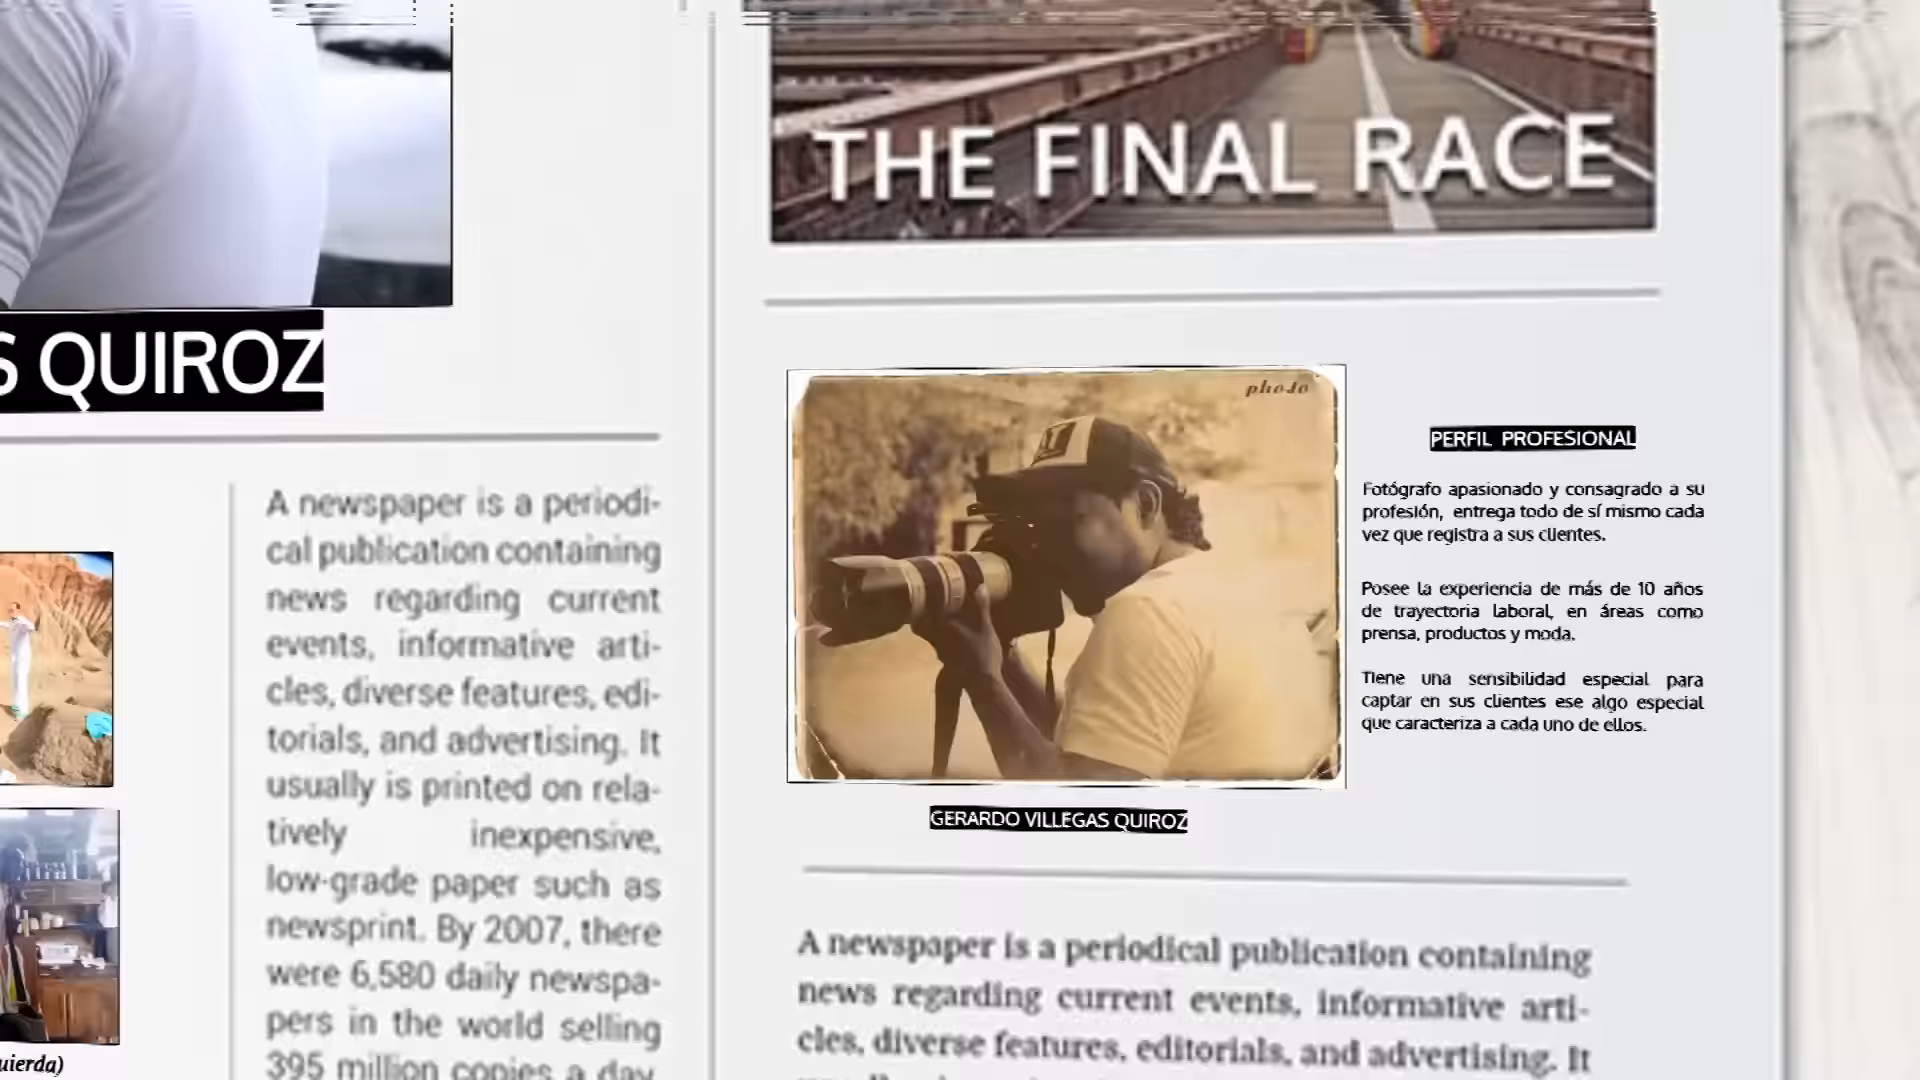 S QUIROZ
A newspaper is a periodi-
cal publication containing
news regarding current
events, informative arti-
cles, diverse features, edi-
torials, and advertising. It
usually is printed on rela-
tively inexpensive,
low-grade paper such as
newsprint. By 2007, there
were 6,580 daily newspa-
pers in the world selling
395 million copies a day.
uierda)
THE FINAL RACE
photo
PERFIL PROFESIONAL
Fotógrafo apasionado y consagrado a su
profesión, entrega todo de sí mismo cada
vez que registra a sus clientes.
Posee la experiencia de más de 10 años
de trayectoria laboral, en áreas como
prensa, productos y moda.
Tiene una sensibilidad especial para
captar en sus clientes ese algo especial
que caracteriza a cada uno de ellos.
GERARDO VILLEGAS QUIROZ
A newspaper is a periodical publication containing
news regarding current events, informative arti-
cles, diverse features, editorials, and advertising. It